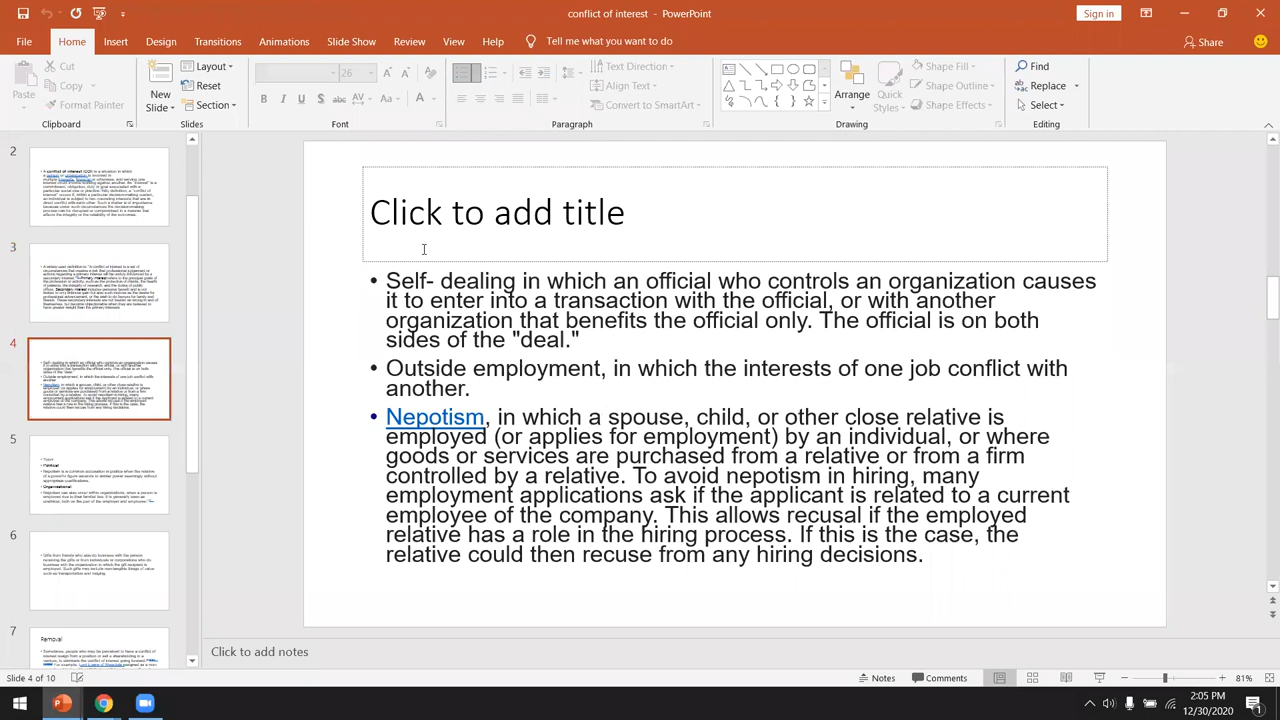 conflict of interest - PowerPoint
Sign in
File Home Insert Design Transitions Animations Slide Show Review View Help Tell me what you want to do
Share
Paste Cut Copy Format Painter
Clipboard
New Slide Layout Reset Section
Slides
26
B I U S abc AV Aa A
Font
Text Direction
Align Text
Convert to SmartArt
Paragraph
Arrange Quick Styles Shape Fill Shape Outline Shape Effects
Drawing
Find
Replace
Select
Editing
2
3
4
5
6
7
Removal
Click to add title
• Self- dealing in which an official who controls an organization causes
it to enter into a transaction with the official, or with another
organization that benefits the official only. The official is on both
sides of the "deal."
• Outside employment, in which the interests of one job conflict with
another.
• Nepotism, in which a spouse, child, or other close relative is
employed (or applies for employment) by an individual, or where
goods or services are purchased from a relative or from a firm
controlled by a relative. To avoid nepotism in hiring, many
employment applications ask if the applicant is related to a current
employee of the company. This allows recusal if the employed
relative has a role in the hiring process. If this is the case, the
relative could then recuse from any hiring decisions.
Click to add notes
Slide 4 of 10
Notes
Comments
81%
2:05 PM
12/30/2020